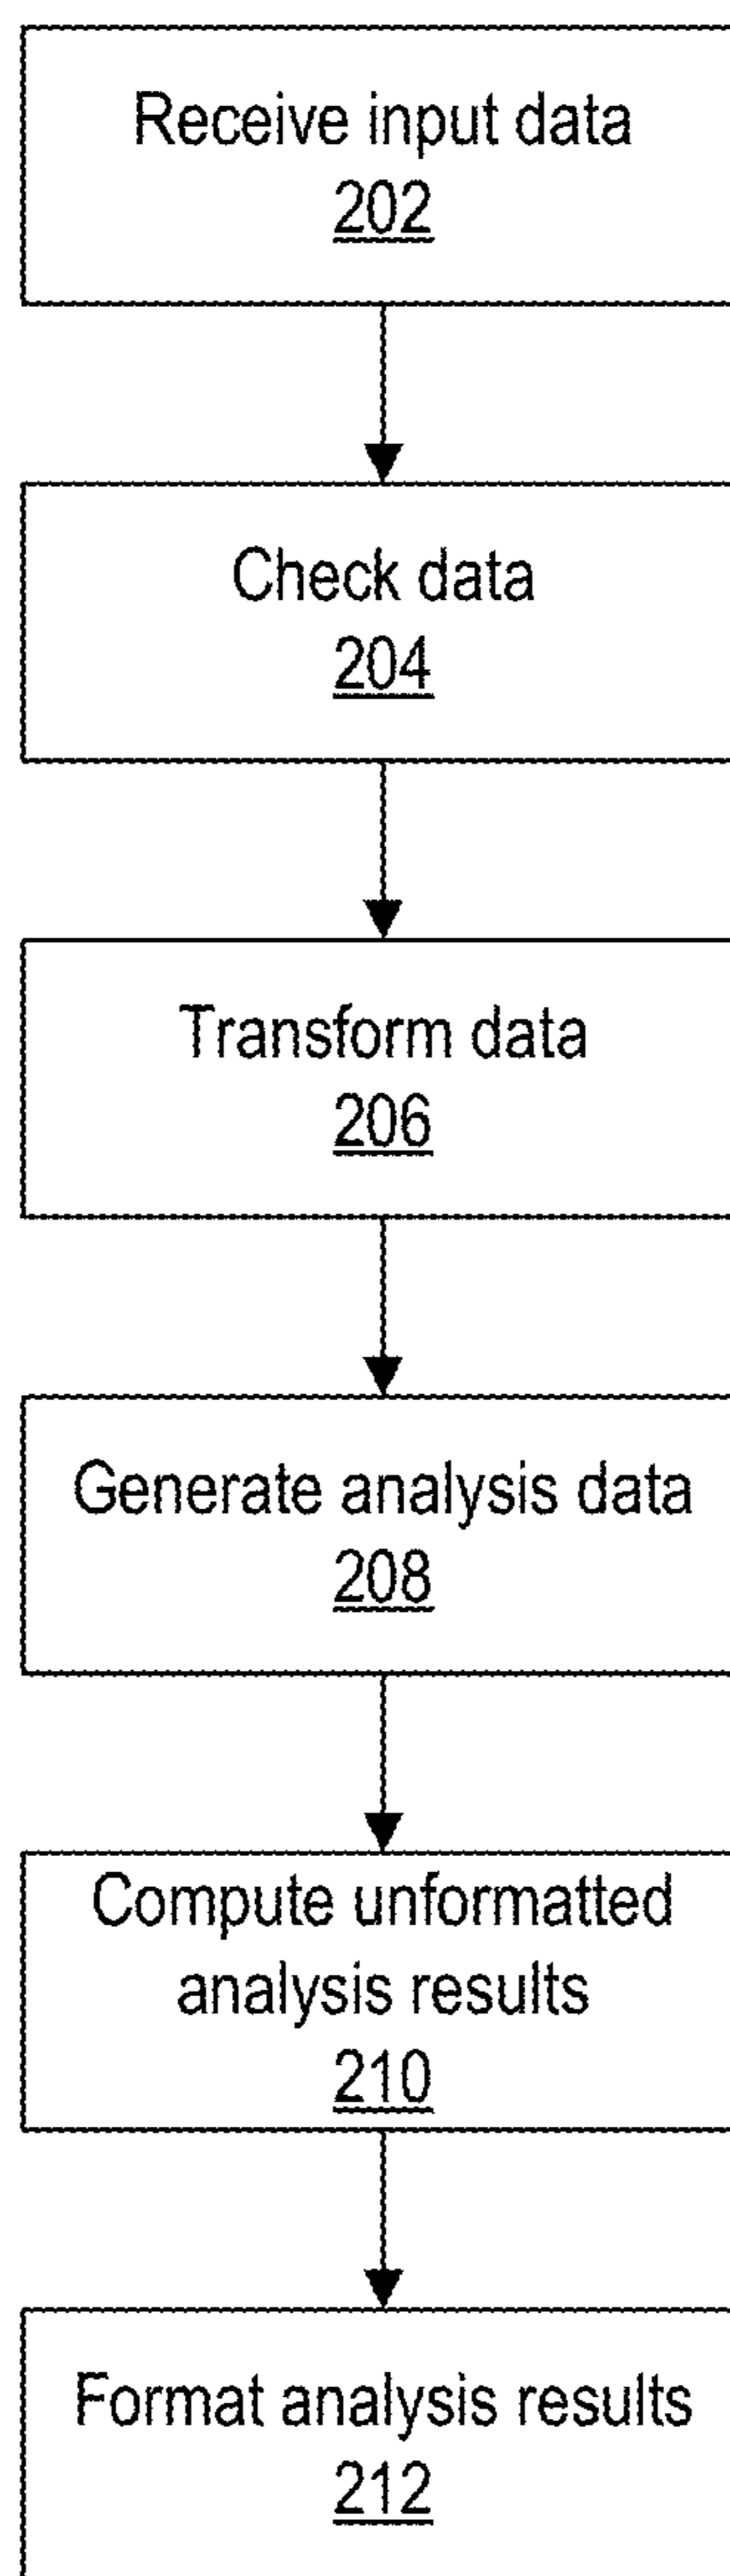 Receive input data
202
Check data
204
Transform data
206
Generate analysis data
208
Compute unformatted
analysis results
210
Format analysis results
212